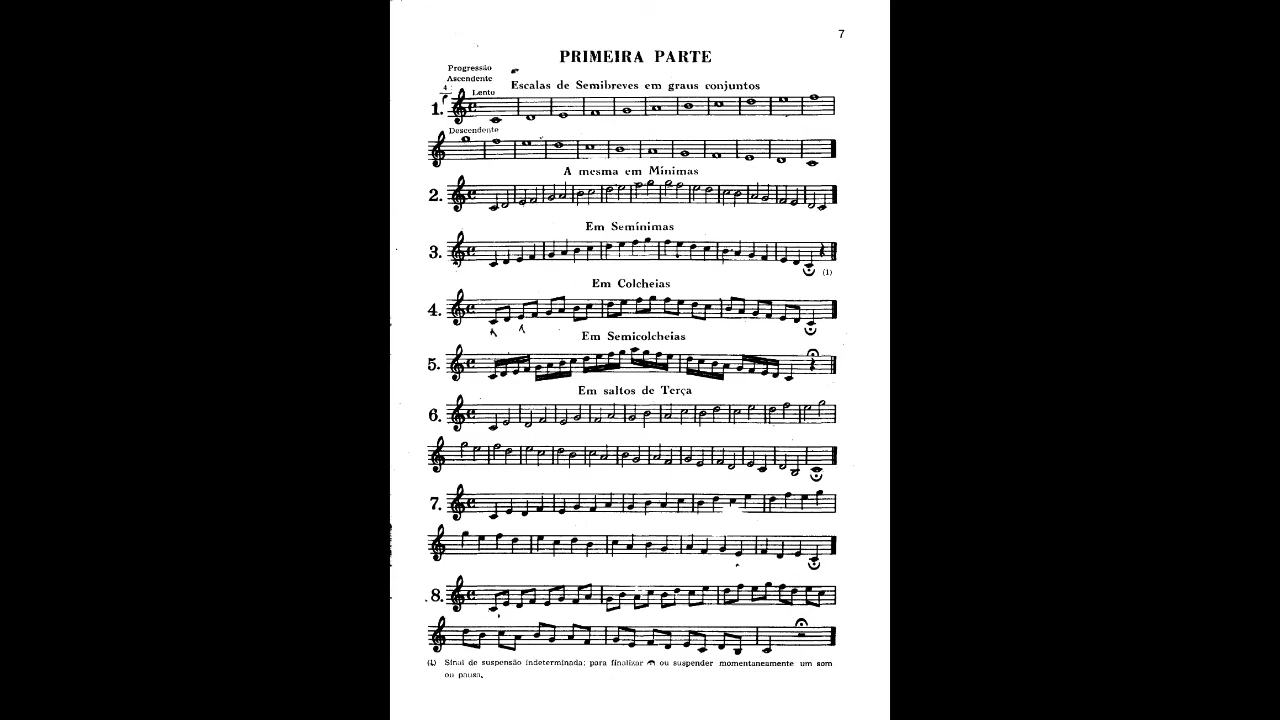 7
PRIMEIRA PARTE
Progressão
Ascendente
Escalas de Semibreves em graus conjuntos
4
Lento
1.
Descendente
A mesma em Mínimas
2.
Em Semínimas
3.
(1)
Em Colcheias
4.
Em Semicolcheias
5.
Em saltos de Terça
6.
7.
8.
(1) Sinal de suspensão indeterminada; para finalizar 𝄐 ou suspender momentaneamente um som
ou pausa.